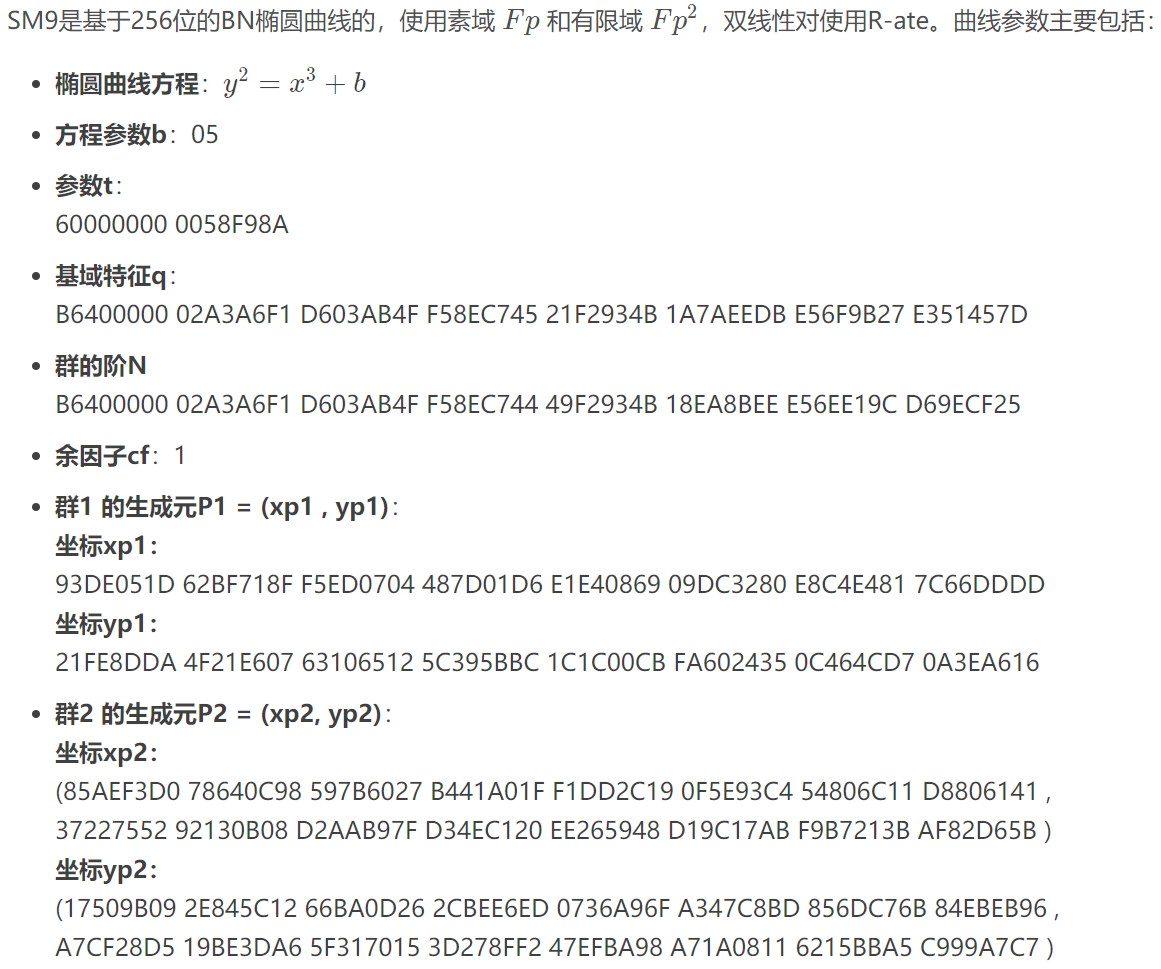 SM9是基于256位的BN椭圆曲线的，使用素域 Fp 和有限域 Fp²，双线性对使用R-ate。曲线参数主要包括：
• 椭圆曲线方程：y² = x³ + b
• 方程参数b：05
• 参数t：
60000000 0058F98A
• 基域特征q：
B6400000 02A3A6F1 D603AB4F F58EC745 21F2934B 1A7AEEDB E56F9B27 E351457D
• 群的阶N
B6400000 02A3A6F1 D603AB4F F58EC744 49F2934B 18EA8BEE E56EE19C D69ECF25
• 余因子cf：1
• 群1 的生成元P1 = (xp1 , yp1)：
坐标xp1：
93DE051D 62BF718F F5ED0704 487D01D6 E1E40869 09DC3280 E8C4E481 7C66DDDD
坐标yp1：
21FE8DDA 4F21E607 63106512 5C395BBC 1C1C00CB FA602435 0C464CD7 0A3EA616
• 群2 的生成元P2 = (xp2, yp2)：
坐标xp2：
(85AEF3D0 78640C98 597B6027 B441A01F F1DD2C19 0F5E93C4 54806C11 D8806141 ,
37227552 92130B08 D2AAB97F D34EC120 EE265948 D19C17AB F9B7213B AF82D65B )
坐标yp2：
(17509B09 2E845C12 66BA0D26 2CBEE6ED 0736A96F A347C8BD 856DC76B 84EBEB96 ,
A7CF28D5 19BE3DA6 5F317015 3D278FF2 47EFBA98 A71A0811 6215BBA5 C999A7C7 )